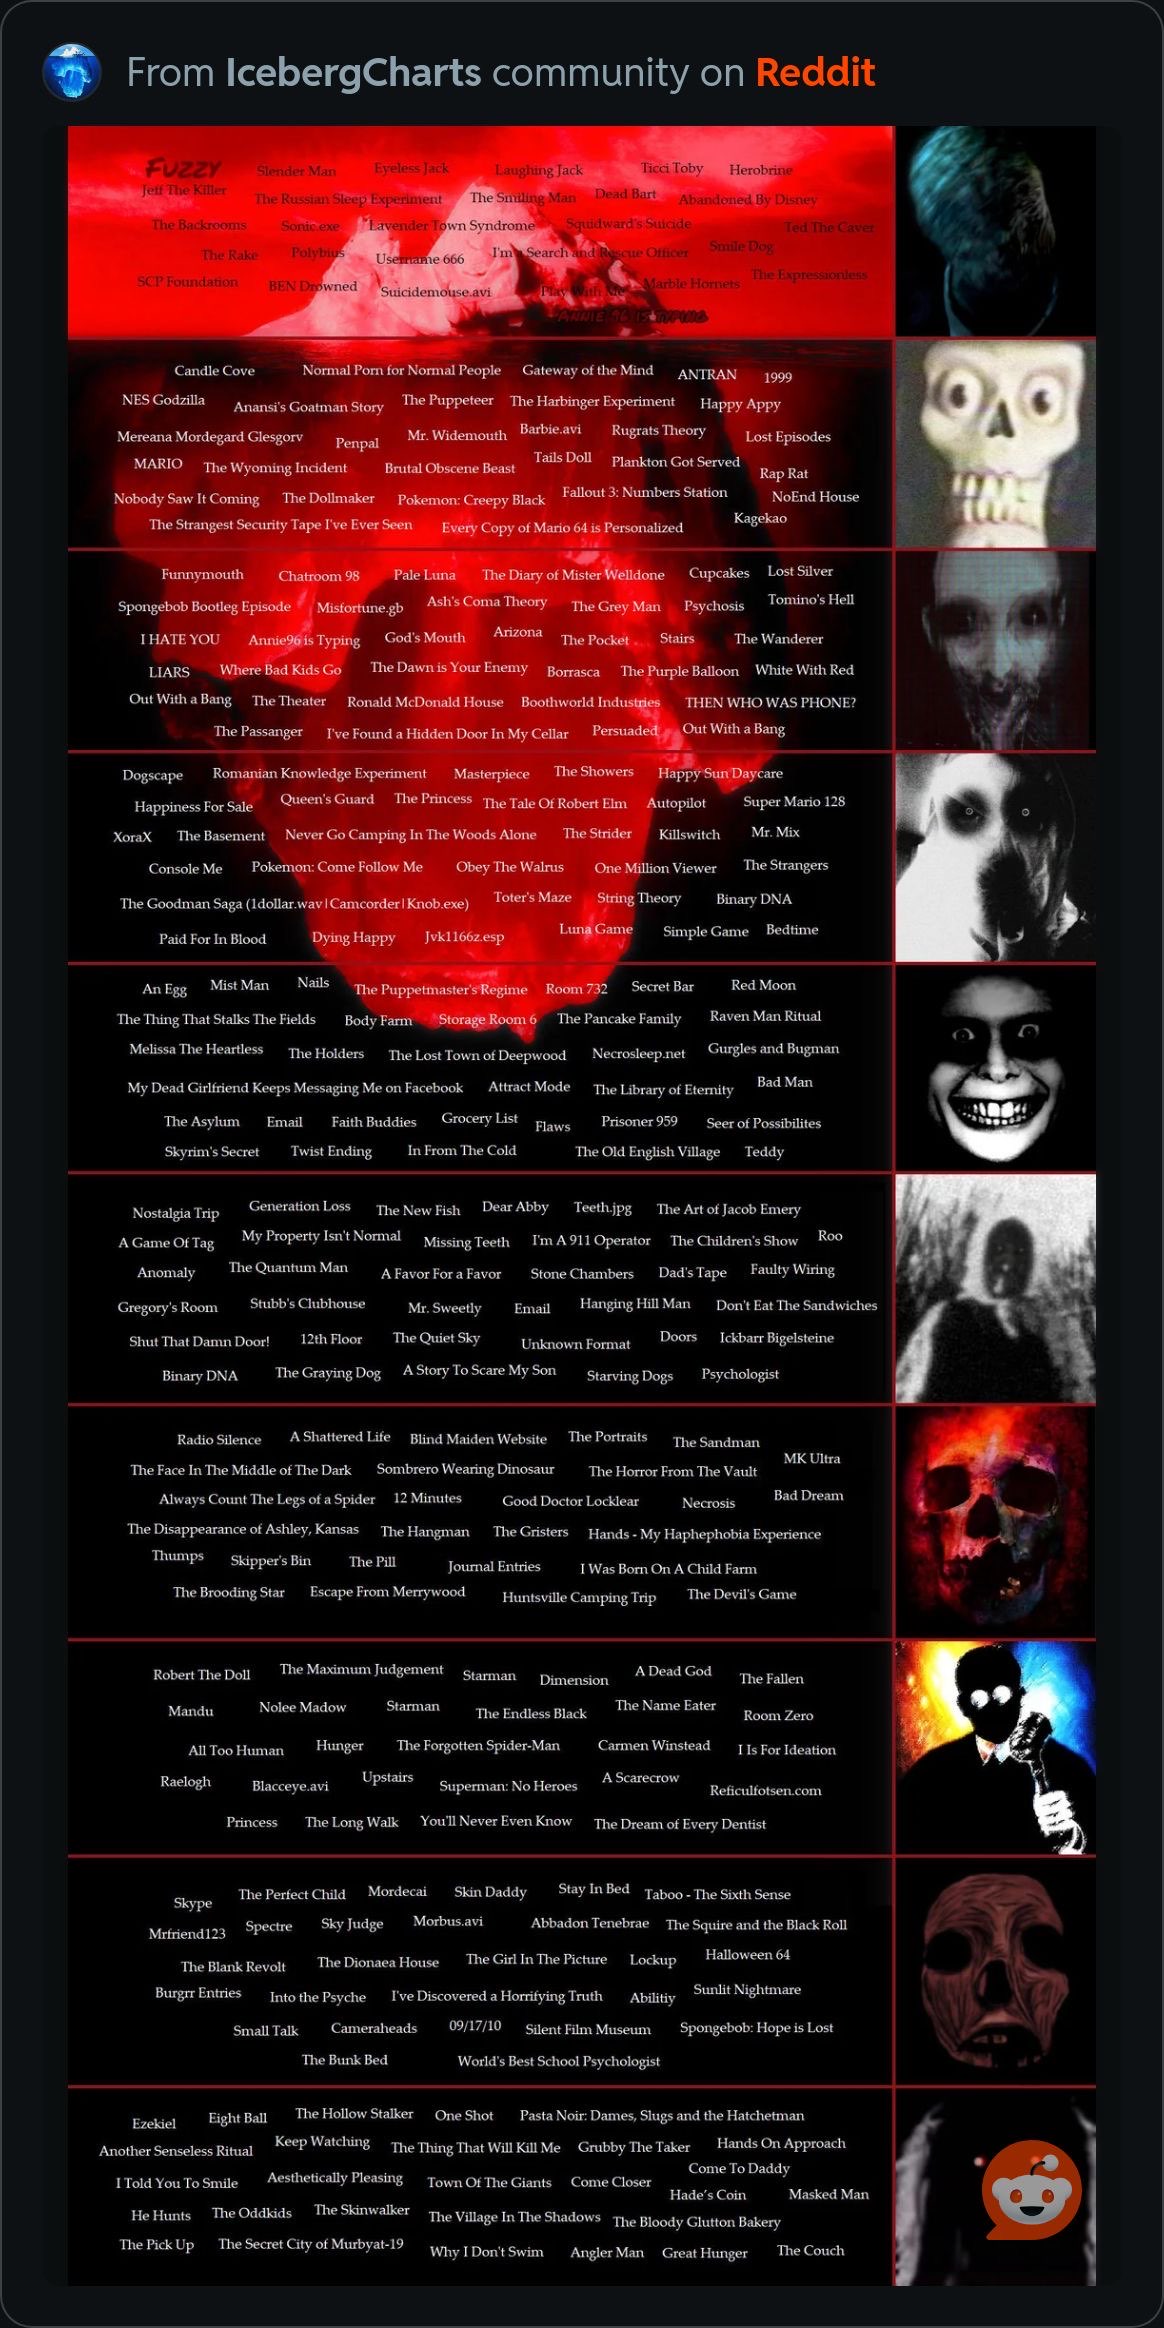 From IcebergCharts community on Reddit
Fuzzy
Slender Man Eyeless Jack Laughing Jack Ticci Toby Herobrine
Jeff The Killer The Russian Sleep Experiment The Smiling Man Dead Bart Abandoned By Disney
The Backrooms Sonic.exe Lavender Town Syndrome Squidward's Suicide Ted The Caver
The Rake Polybius Username 666 I'm a Search and Rescue Officer Smile Dog
SCP Foundation BEN Drowned Suicidemouse.avi Play With Me Marble Hornets The Expressionless
Annie 96 is typing
Candle Cove Normal Porn for Normal People Gateway of the Mind ANTRAN 1999
NES Godzilla Anansi's Goatman Story The Puppeteer The Harbinger Experiment Happy Appy
Mereana Mordegard Glesgorv Penpal Mr. Widemouth Barbie.avi Rugrats Theory Lost Episodes
MARIO The Wyoming Incident Brutal Obscene Beast Tails Doll Plankton Got Served Rap Rat
Nobody Saw It Coming The Dollmaker Pokemon: Creepy Black Fallout 3: Numbers Station NoEnd House
The Strangest Security Tape I've Ever Seen Every Copy of Mario 64 is Personalized Kagekao
Funnymouth Chatroom 98 Pale Luna The Diary of Mister Welldone Cupcakes Lost Silver
Spongebob Bootleg Episode Misfortune.gb Ash's Coma Theory The Grey Man Psychosis Tomino's Hell
I HATE YOU Annie96 is Typing God's Mouth Arizona The Pocket Stairs The Wanderer
LIARS Where Bad Kids Go The Dawn is Your Enemy Borrasca The Purple Balloon White With Red
Out With a Bang The Theater Ronald McDonald House Boothworld Industries THEN WHO WAS PHONE?
The Passanger I've Found a Hidden Door In My Cellar Persuaded Out With a Bang
Dogscape Romanian Knowledge Experiment Masterpiece The Showers Happy Sun Daycare
Happiness For Sale Queen's Guard The Princess The Tale Of Robert Elm Autopilot Super Mario 128
XoraX The Basement Never Go Camping In The Woods Alone The Strider Killswitch Mr. Mix
Console Me Pokemon: Come Follow Me Obey The Walrus One Million Viewer The Strangers
The Goodman Saga (1dollar.wav|Camcorder|Knob.exe) Toter's Maze String Theory Binary DNA
Paid For In Blood Dying Happy Jvk1166z.esp Luna Game Simple Game Bedtime
An Egg Mist Man Nails The Puppetmaster's Regime Room 732 Secret Bar Red Moon
The Thing That Stalks The Fields Body Farm Storage Room 6 The Pancake Family Raven Man Ritual
Melissa The Heartless The Holders The Lost Town of Deepwood Necrosleep.net Gurgles and Bugman
My Dead Girlfriend Keeps Messaging Me on Facebook Attract Mode The Library of Eternity Bad Man
The Asylum Email Faith Buddies Grocery List Flaws Prisoner 959 Seer of Possibilites
Skyrim's Secret Twist Ending In From The Cold The Old English Village Teddy
Nostalgia Trip Generation Loss The New Fish Dear Abby Teeth.jpg The Art of Jacob Emery
A Game Of Tag My Property Isn't Normal Missing Teeth I'm A 911 Operator The Children's Show Roo
Anomaly The Quantum Man A Favor For a Favor Stone Chambers Dad's Tape Faulty Wiring
Gregory's Room Stubb's Clubhouse Mr. Sweetly Email Hanging Hill Man Don't Eat The Sandwiches
Shut That Damn Door! 12th Floor The Quiet Sky Unknown Format Doors Ickbarr Bigelsteine
Binary DNA The Graying Dog A Story To Scare My Son Starving Dogs Psychologist
Radio Silence A Shattered Life Blind Maiden Website The Portraits The Sandman MK Ultra
The Face In The Middle of The Dark Sombrero Wearing Dinosaur The Horror From The Vault
Always Count The Legs of a Spider 12 Minutes Good Doctor Locklear Necrosis Bad Dream
The Disappearance of Ashley, Kansas The Hangman The Gristers Hands - My Haphephobia Experience
Thumps Skipper's Bin The Pill Journal Entries I Was Born On A Child Farm
The Brooding Star Escape From Merrywood Huntsville Camping Trip The Devil's Game
Robert The Doll The Maximum Judgement Starman Dimension A Dead God The Fallen
Mandu Nolee Madow Starman The Endless Black The Name Eater Room Zero
All Too Human Hunger The Forgotten Spider-Man Carmen Winstead I Is For Ideation
Raelogh Blacceye.avi Upstairs Superman: No Heroes A Scarecrow Reficulfotsen.com
Princess The Long Walk You'll Never Even Know The Dream of Every Dentist
Skype The Perfect Child Mordecai Skin Daddy Stay In Bed Taboo - The Sixth Sense
Mrfriend123 Spectre Sky Judge Morbus.avi Abbadon Tenebrae The Squire and the Black Roll
The Blank Revolt The Dionaea House The Girl In The Picture Lockup Halloween 64
Burgrr Entries Into the Psyche I've Discovered a Horrifying Truth Abilitiy Sunlit Nightmare
Small Talk Cameraheads 09/17/10 Silent Film Museum Spongebob: Hope is Lost
The Bunk Bed World's Best School Psychologist
Ezekiel Eight Ball The Hollow Stalker One Shot Pasta Noir: Dames, Slugs and the Hatchetman
Another Senseless Ritual Keep Watching The Thing That Will Kill Me Grubby The Taker Hands On Approach
I Told You To Smile Aesthetically Pleasing Town Of The Giants Come Closer Come To Daddy
Hade's Coin Masked Man
He Hunts The Oddkids The Skinwalker The Village In The Shadows The Bloody Glutton Bakery
The Pick Up The Secret City of Murbyat-19 Why I Don't Swim Angler Man Great Hunger The Couch